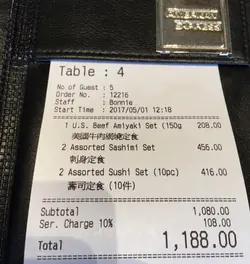 AMERICAN
EXPRESS
Table : 4
No of Guest : 5
Order No. : 12216
Staff : Bonnie
Start Time : 2017/05/01 12:18
1 U.S. Beef Amiyaki Set (150g 208.00
美國牛肉網燒定食
2 Assorted Sashimi Set 456.00
刺身定食
2 Assorted Sushi Set (10pc) 416.00
壽司定食 (10件)
Subtotal 1,080.00
Ser. Charge 10% 108.00
Total 1,188.00